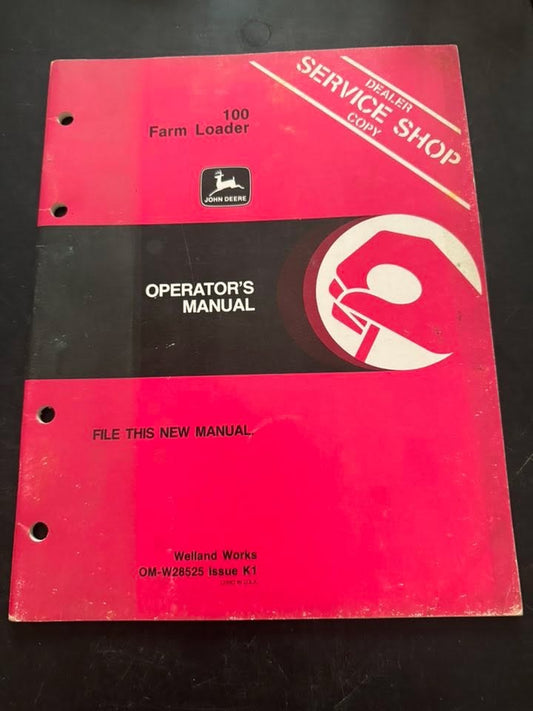 DEALER
SERVICE SHOP
COPY
100
Farm Loader
JOHN DEERE
OPERATOR'S
MANUAL
FILE THIS NEW MANUAL.
Welland Works
OM-W28525 Issue K1